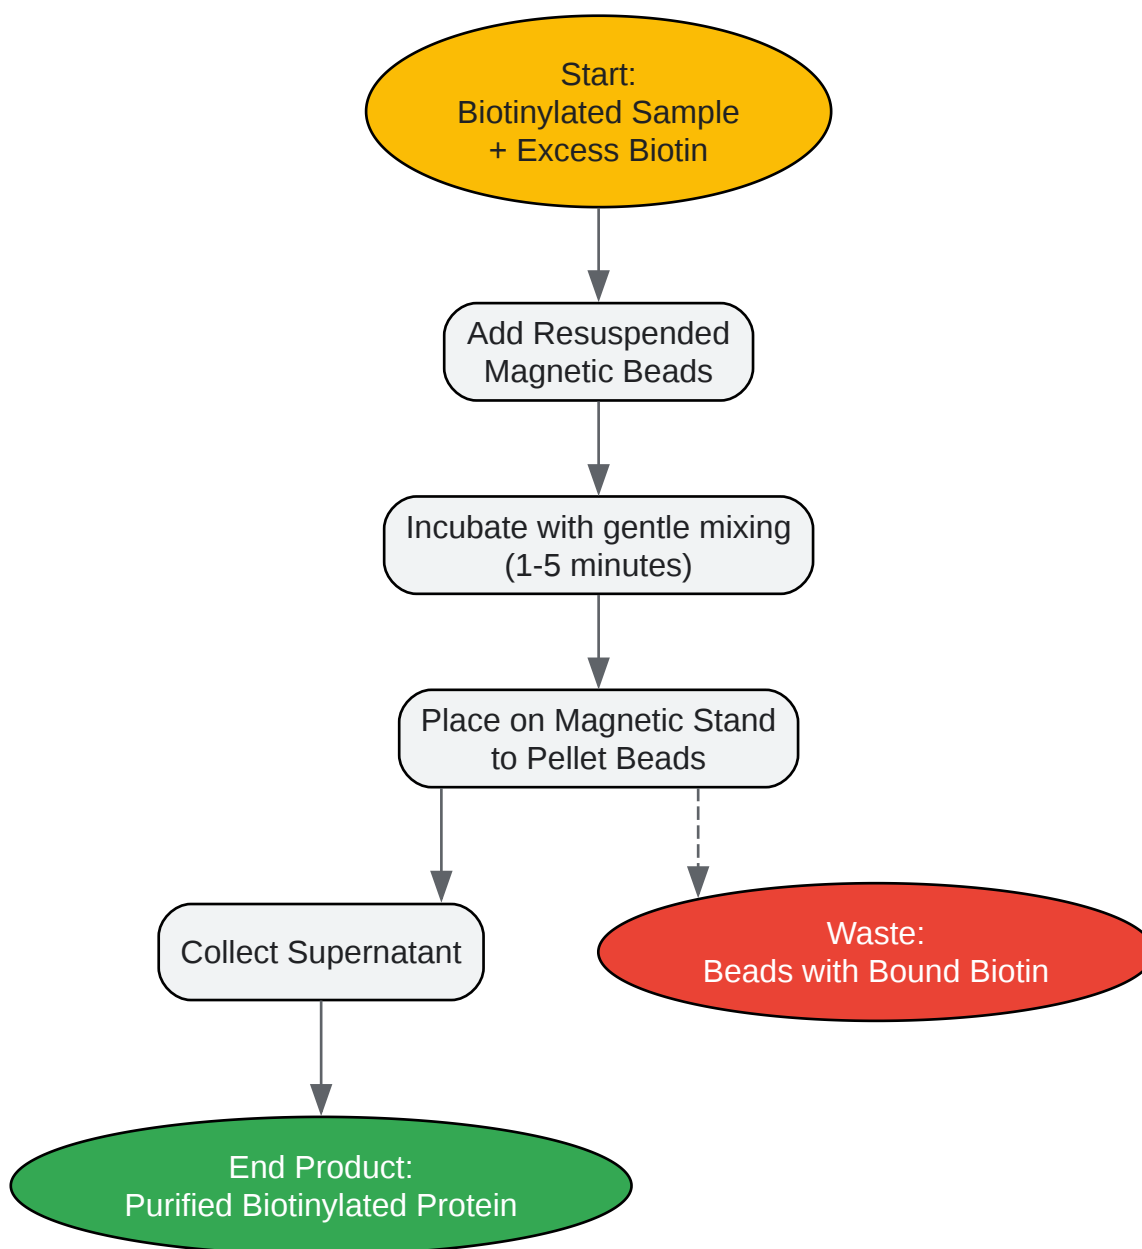 Start:
Biotinylated Sample
+ Excess Biotin
Add Resuspended
Magnetic Beads
Incubate with gentle mixing
(1-5 minutes)
Place on Magnetic Stand
to Pellet Beads
Collect Supernatant
Waste:
Beads with Bound Biotin
End Product:
Purified Biotinylated Protein